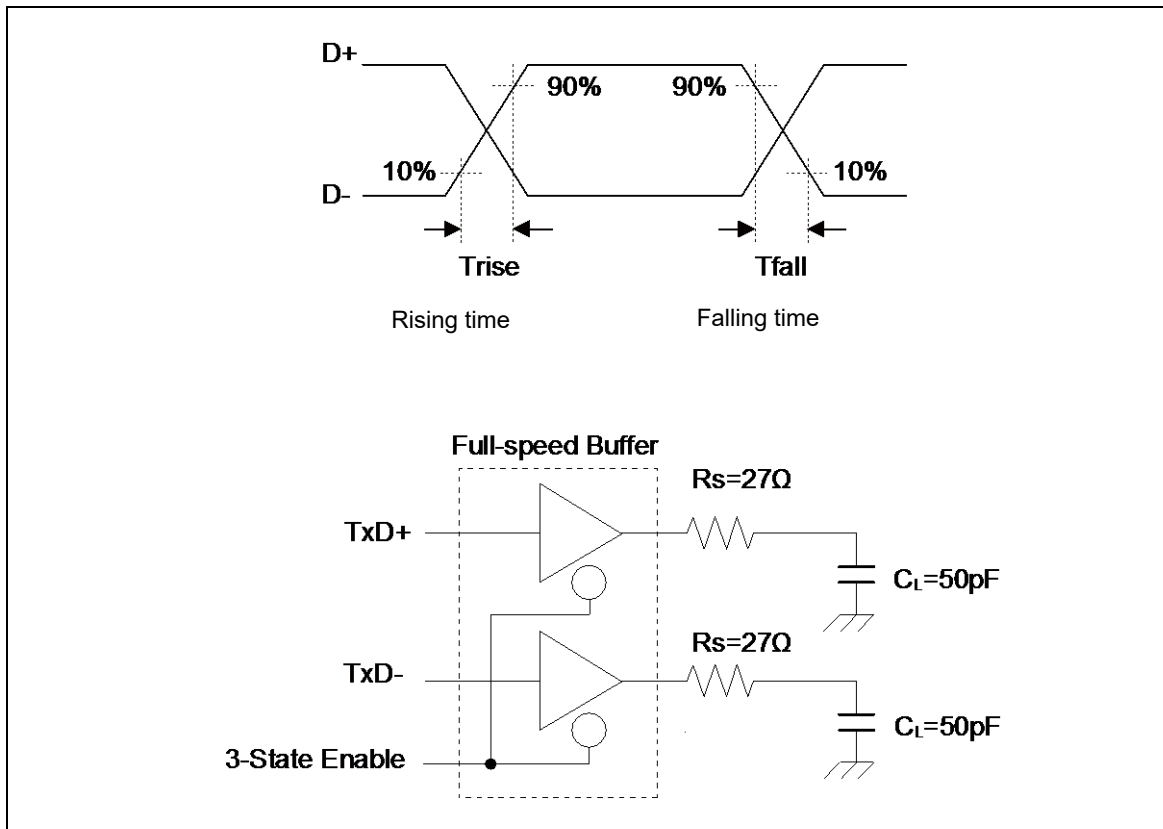 D+
90% 90%
10% 10%
D-
Trise Tfall
Rising time Falling time
Full-speed Buffer
Rs=27Ω
TxD+
CL=50pF
Rs=27Ω
TxD-
CL=50pF
3-State Enable